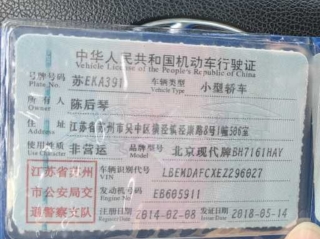 中华人民共和国机动车行驶证
Vehicle License of the People's Republic of China
号牌号码 苏EKA391 车辆类型 小型轿车
Plate No. Vehicle Type
所有人 陈后琴
Owner
住址 江苏省苏州市吴中区
Address
使用性质 非营运 品牌型号 北京现代牌BH7161HAY
Use Character Model
江苏省苏州
市公安局交
通警察支队
车辆识别代号 LBEMDAFCXEZ296027
VIN
发动机号码 EB605911
Engine No.
注册日期 2014-02-08 发证日期 2018-05-14
Register Date Issue Date